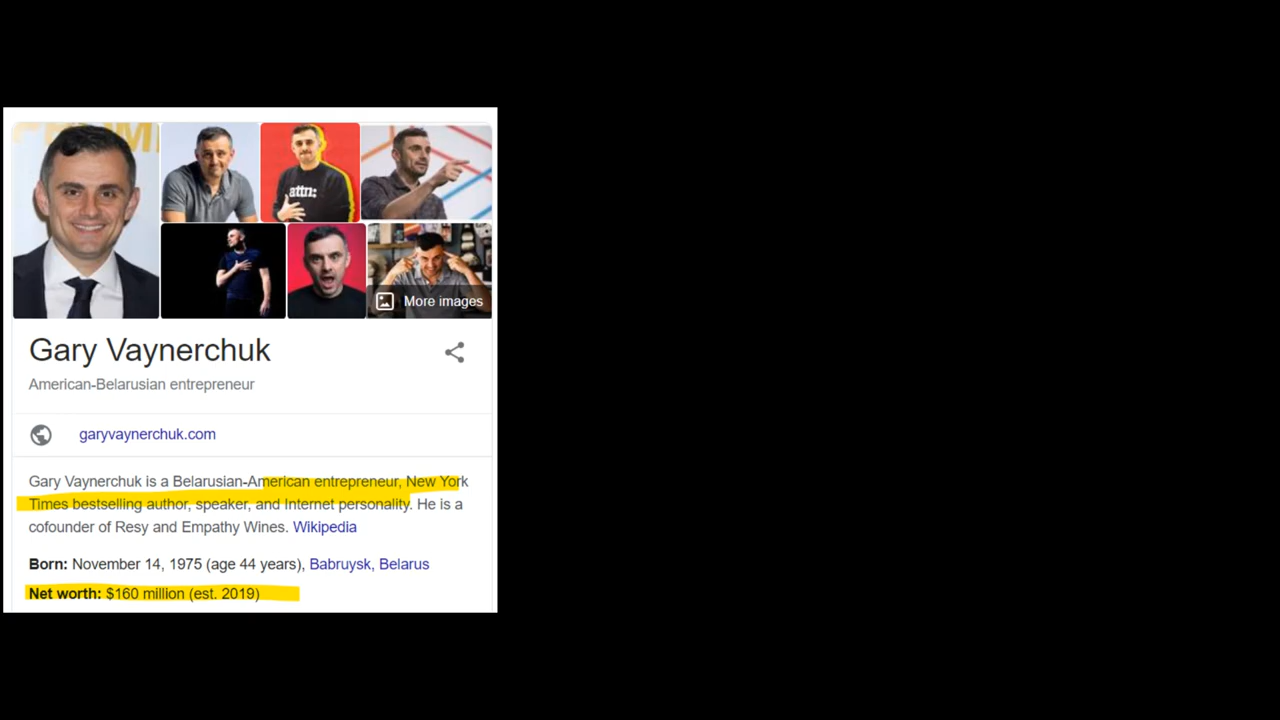 attn:
More images
Gary Vaynerchuk
American-Belarusian entrepreneur
garyvaynerchuk.com
Gary Vaynerchuk is a Belarusian-American entrepreneur, New York
Times bestselling author, speaker, and Internet personality. He is a
cofounder of Resy and Empathy Wines. Wikipedia
Born: November 14, 1975 (age 44 years), Babruysk, Belarus
Net worth: $160 million (est. 2019)